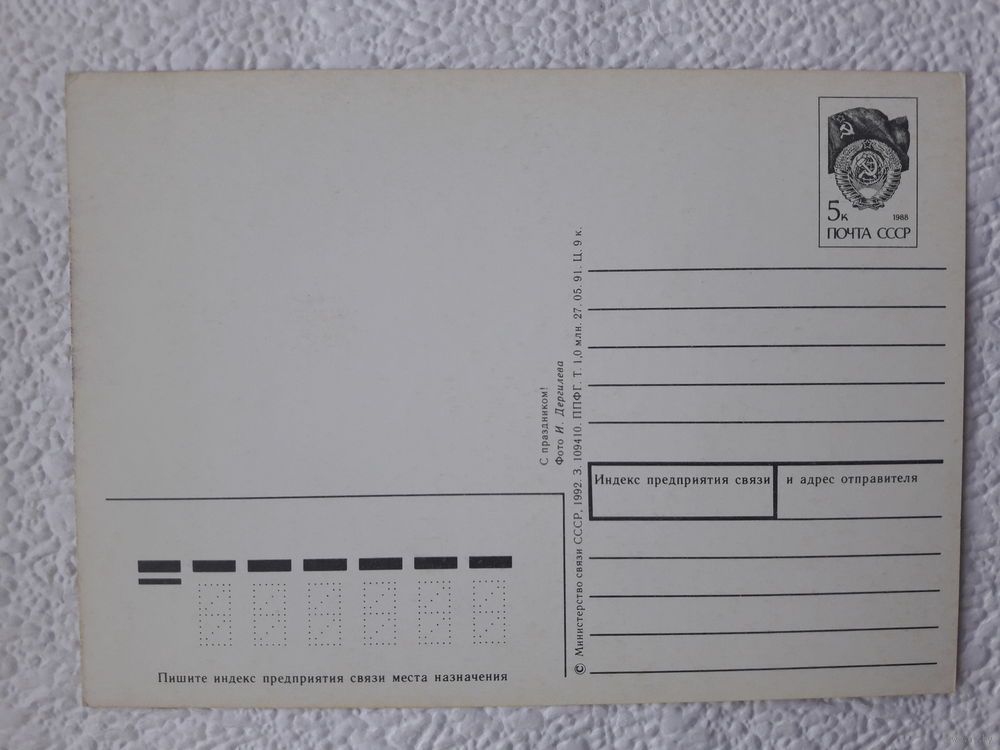 5к
1988
ПОЧТА СССР
С праздником!
Фото И. Дергилева
© Министерство связи СССР, 1992. З. 109410. ППФГ. Т. 1,0 млн. 27. 05. 91. Ц. 9 к.
Индекс предприятия связи и адрес отправителя
Пишите индекс предприятия связи места назначения